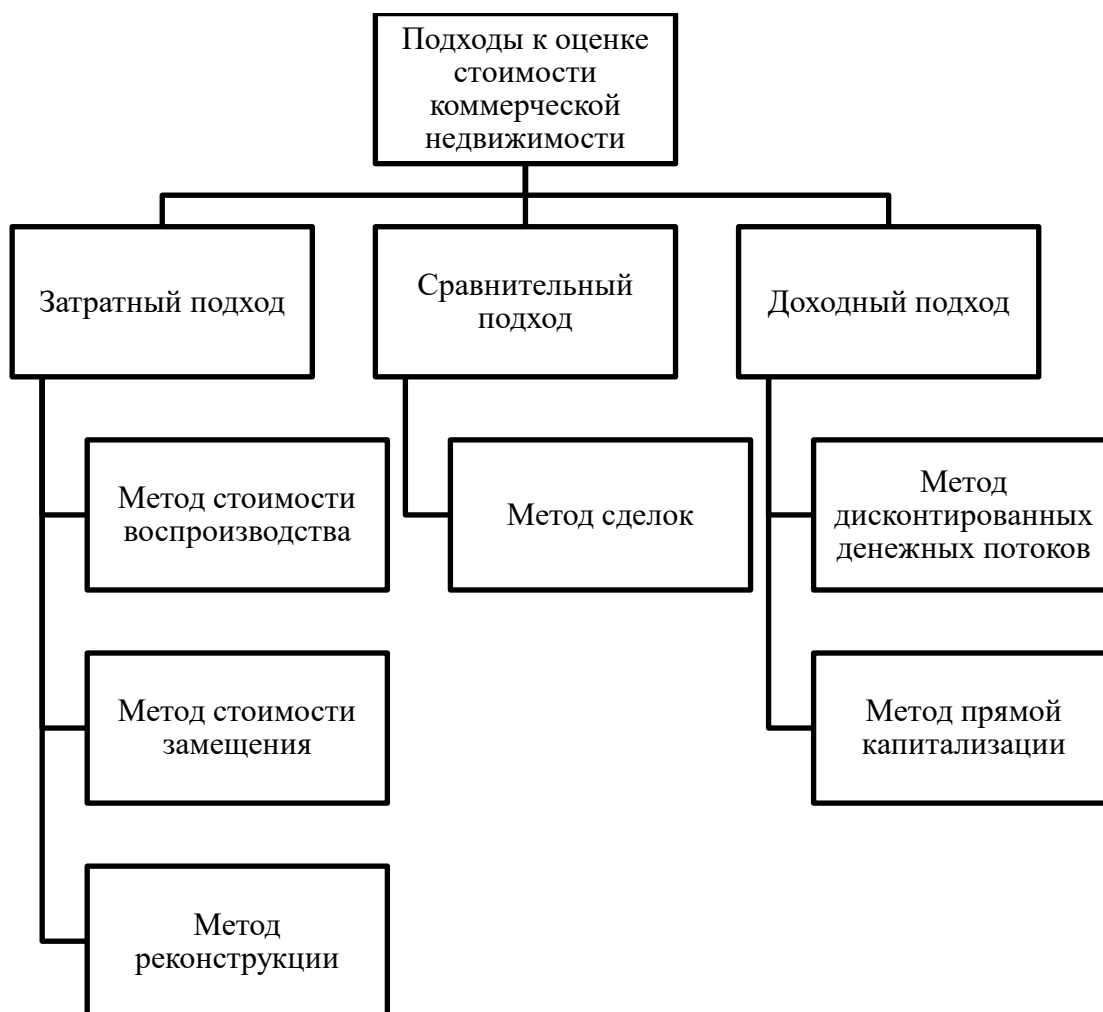 Подходы к оценке
стоимости
коммерческой
недвижимости
Затратный подход
Сравнительный
подход
Доходный подход
Метод стоимости
воспроизводства
Метод сделок
Метод
дисконтированных
денежных потоков
Метод стоимости
замещения
Метод прямой
капитализации
Метод
реконструкции